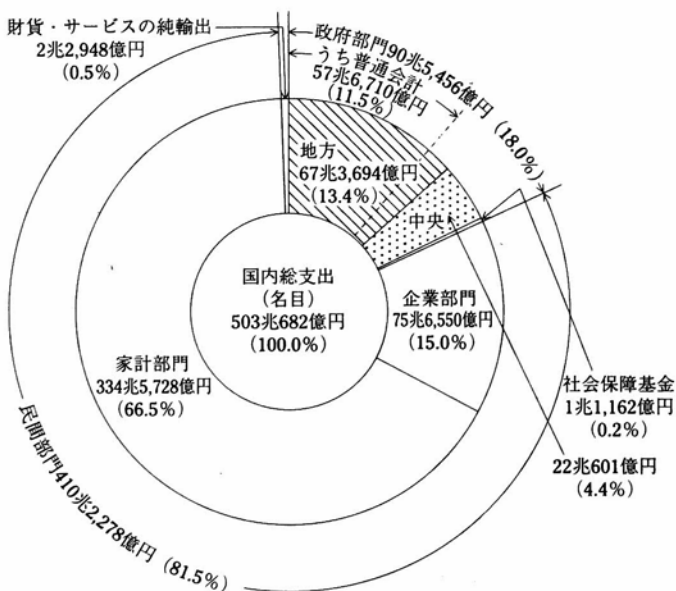 財貨・サービスの純輸出
2兆2,948億円
(0.5%)
政府部門90兆5,456億円 (18.0%)
うち普通会計
57兆6,710億円
(11.5%)
地方
67兆3,694億円
(13.4%)
中央
国内総支出
(名目)
503兆682億円
(100.0%)
企業部門
75兆6,550億円
(15.0%)
家計部門
334兆5,728億円
(66.5%)
社会保障基金
1兆1,162億円
(0.2%)
22兆601億円
(4.4%)
民間部門410兆2,278億円 (81.5%)